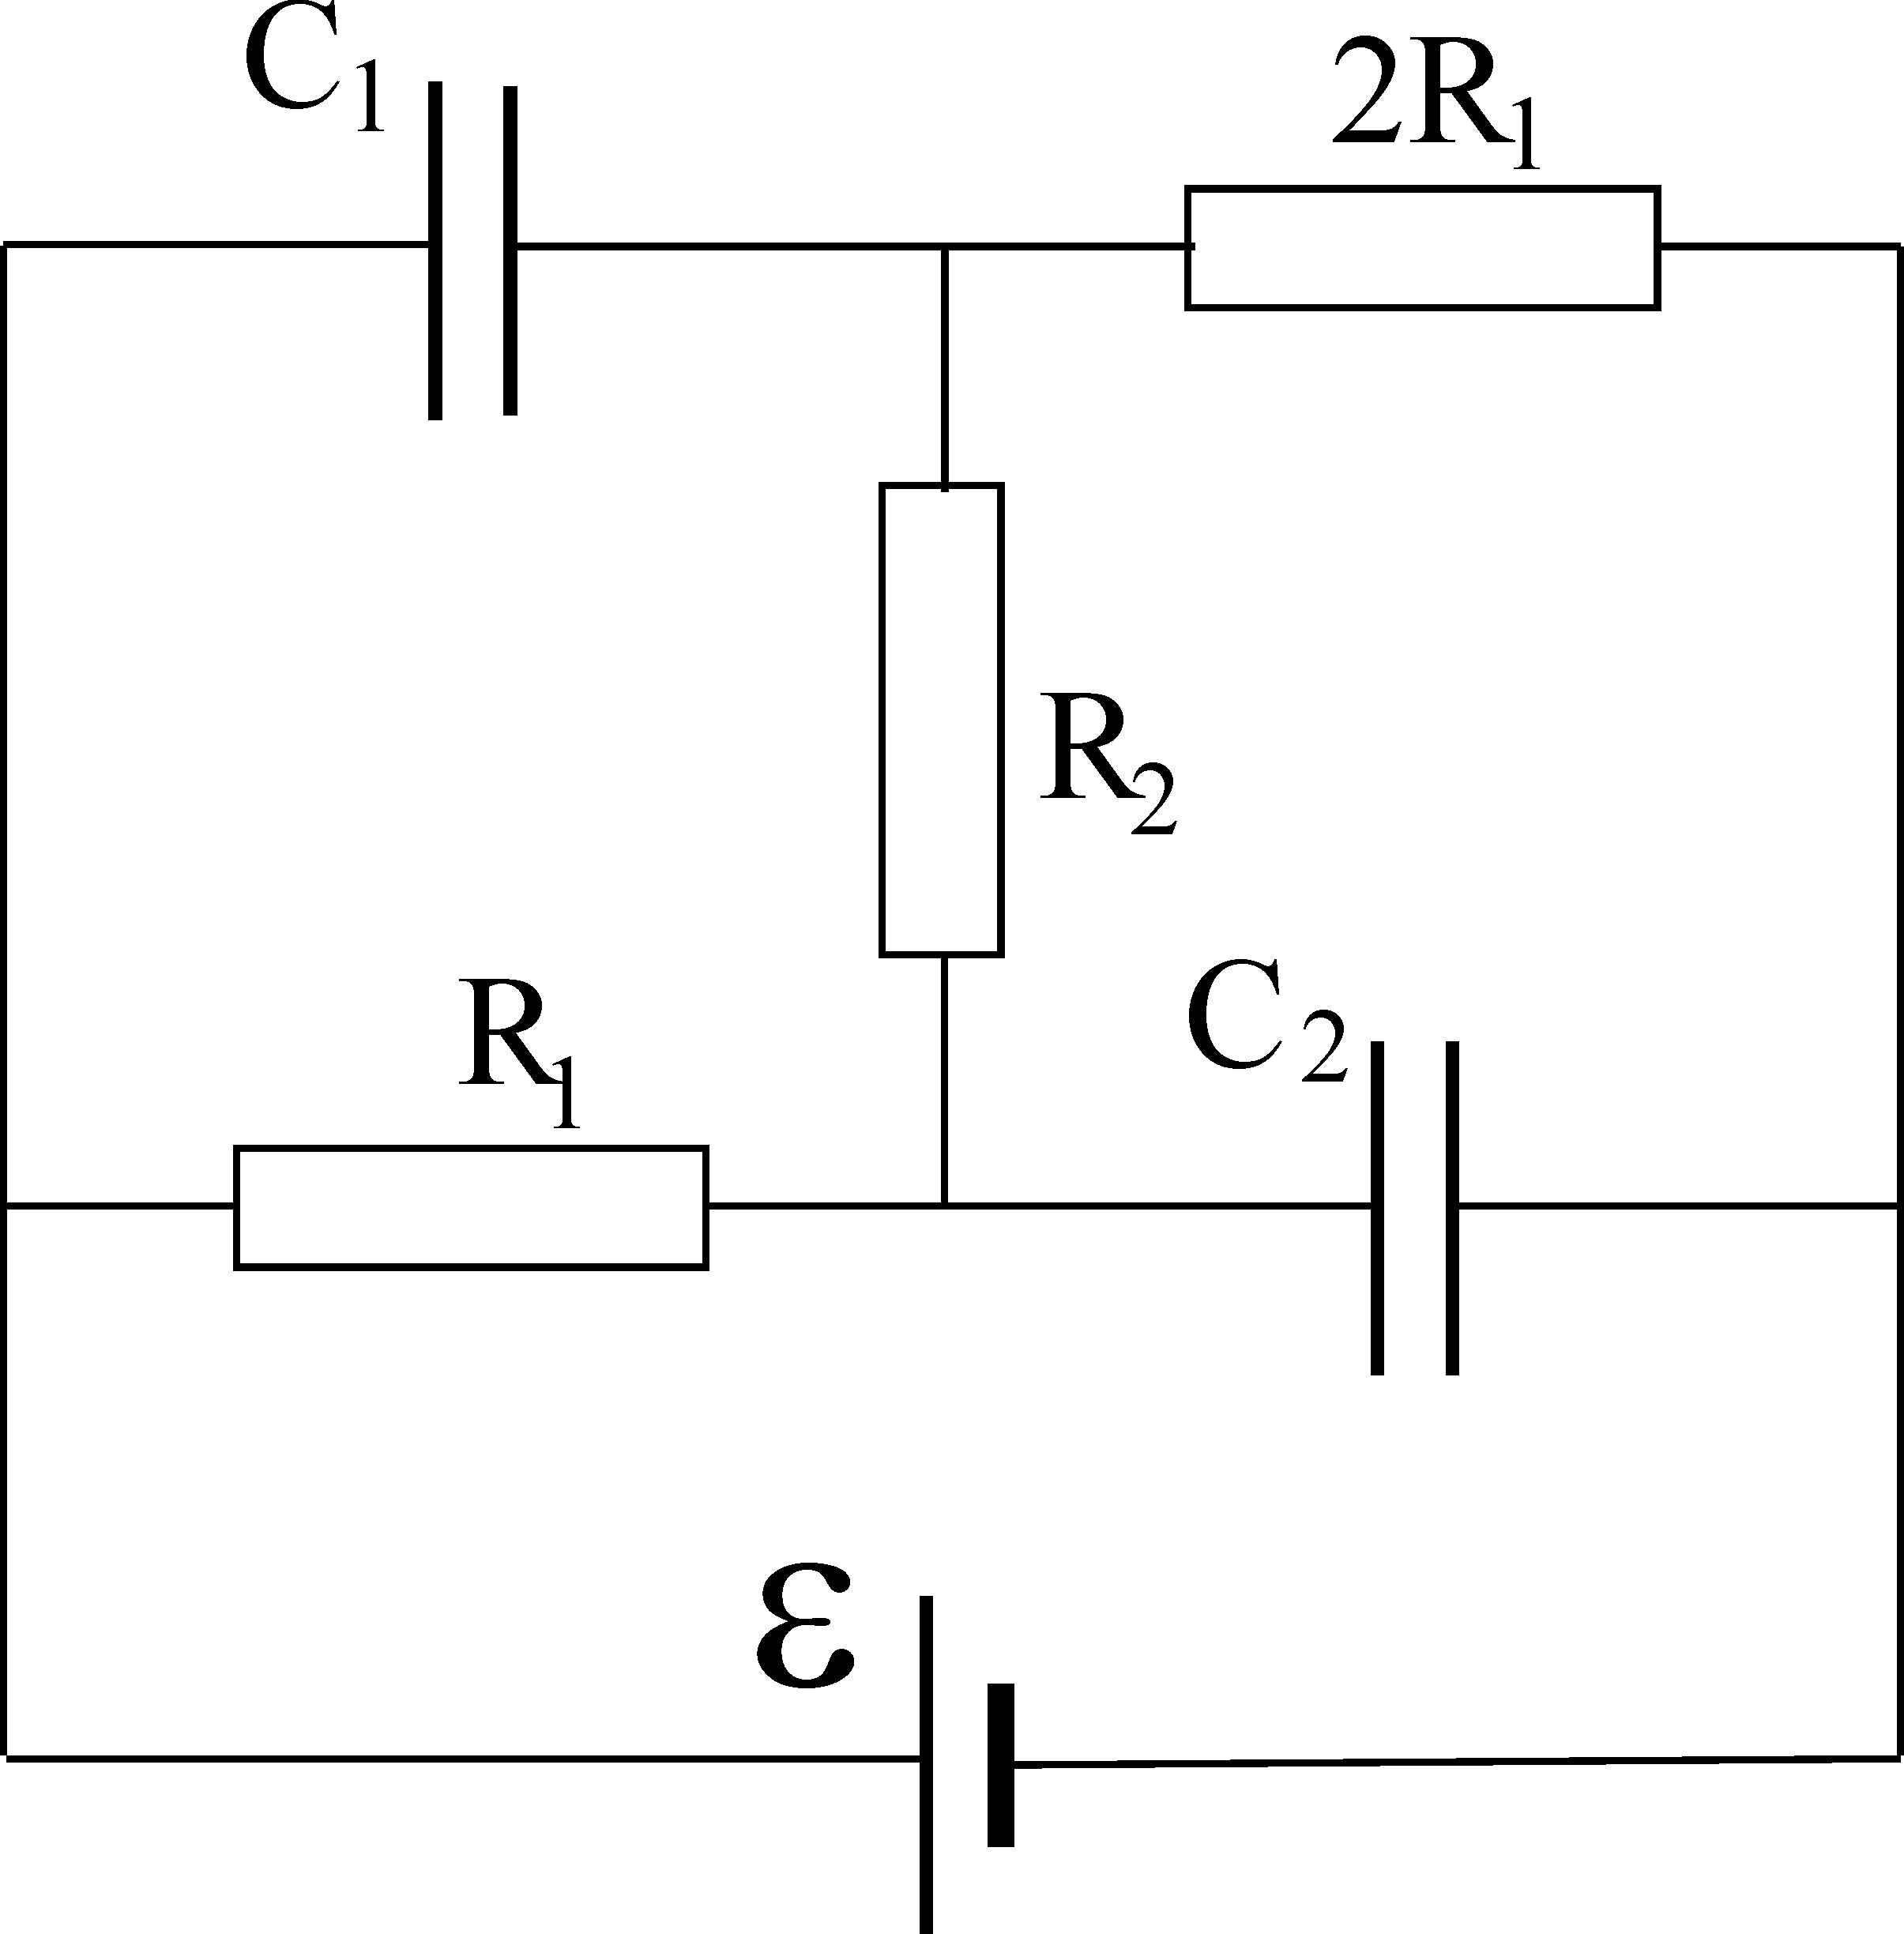 C₁
2R₁
R₂
R₁
C₂
ε